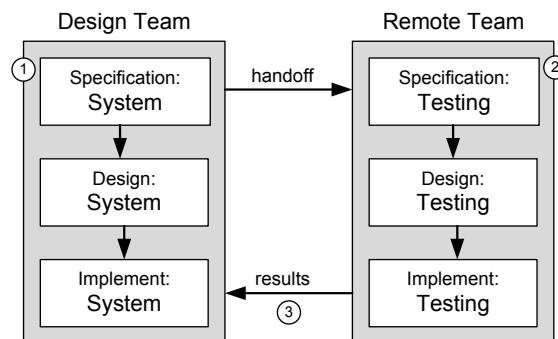 Design Team
Remote Team
1
Specification:
System
handoff
Specification:
Testing
2
Design:
System
Design:
Testing
Implement:
System
results
3
Implement:
Testing